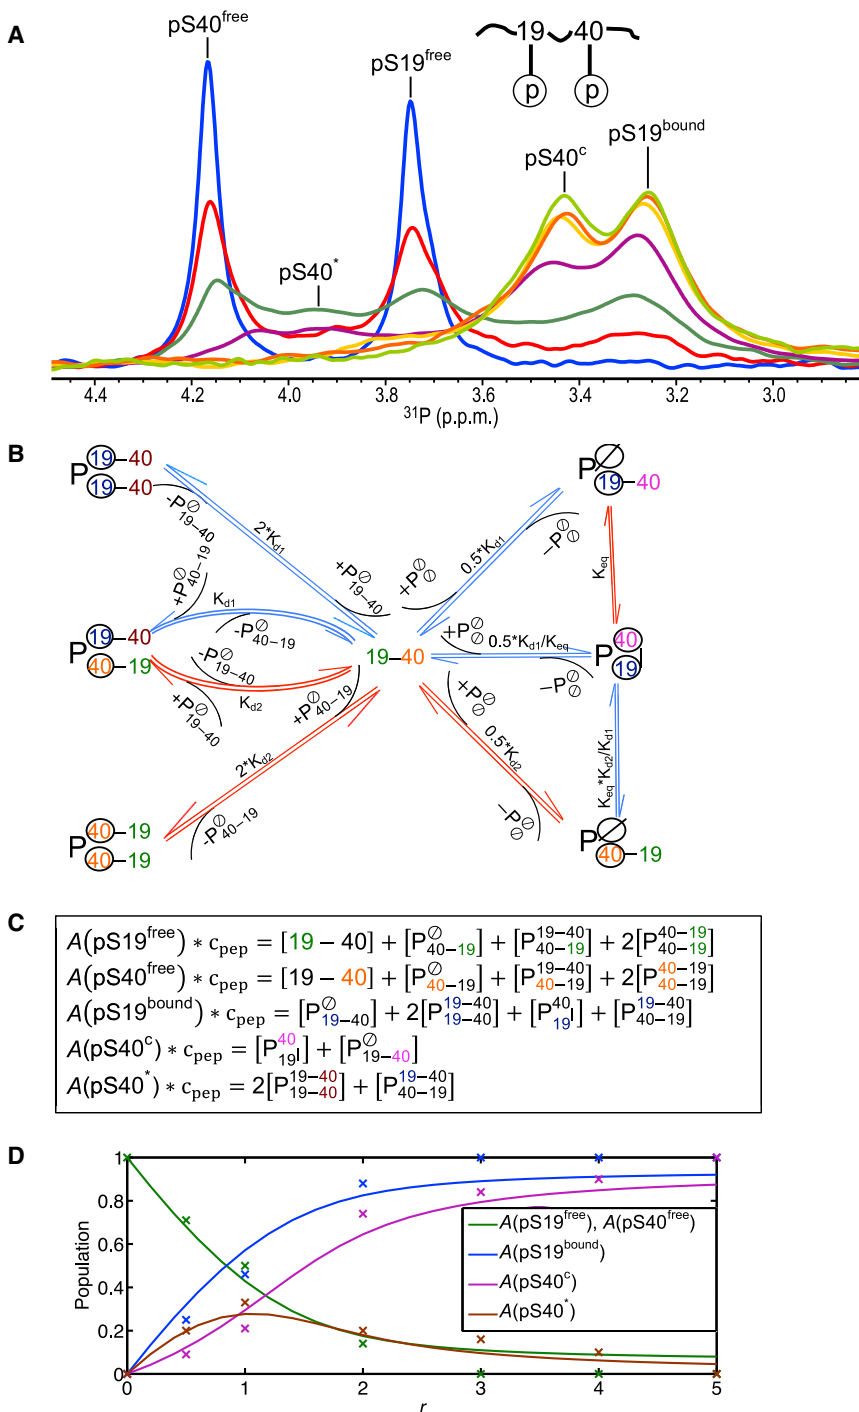 A
pS40free
pS19free
19 40
p p
pS19bound
pS40c
pS40*
4.4 4.2 4.0 3.8 3.6 3.4 3.2 3.0
31P (p.p.m.)
B
P 19–40
19–40
-P∅19–40
2*Kd1
+P∅19–40
+P∅∅
0.5*Kd1
−P∅∅
P∅
19–40
+P∅40–19
Kd1
-P∅40–19
Keq
P 19–40
40–19
-P∅19–40
Kd2
+P∅19–40
+P∅40–19
19–40
+P∅∅
0.5*Kd1/Keq
−P∅∅
P 40
19
+P∅∅
2*Kd2
-P∅40–19
0.5*Kd2
−P∅∅
Keq*Kd2/Kd1
P 40–19
40–19
P∅
40–19
C
A(pS19free) * cpep = [19 – 40] + [P∅40–19] + [P19–4040–19] + 2[P40–1940–19]
A(pS40free) * cpep = [19 – 40] + [P∅40–19] + [P19–4040–19] + 2[P40–1940–19]
A(pS19bound) * cpep = [P∅19–40] + 2[P19–4019–40] + [P4019l] + [P19–4040–19]
A(pS40c) * cpep = [P4019l] + [P∅19–40]
A(pS40*) * cpep = 2[P19–4019–40] + [P19–4040–19]
D
1
0.8
0.6
0.4
0.2
0
Population
A(pS19free), A(pS40free)
A(pS19bound)
A(pS40c)
A(pS40*)
0 1 2 3 4 5
r